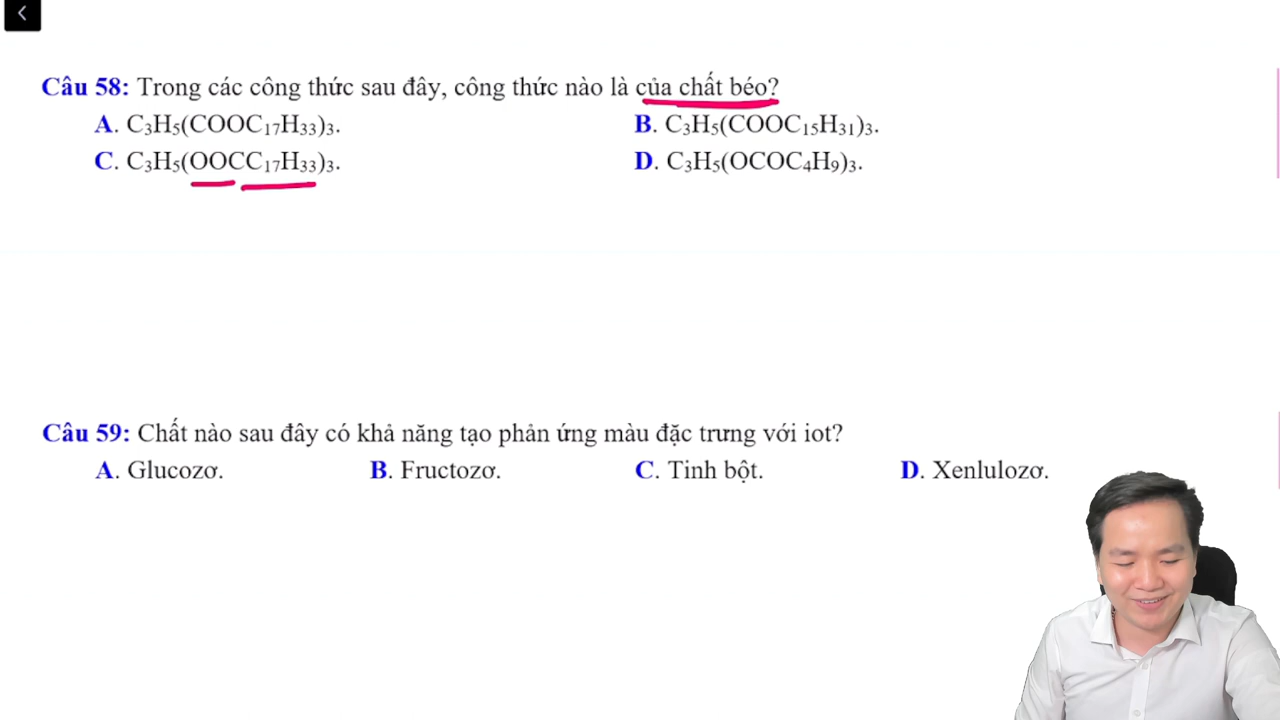 Câu 58: Trong các công thức sau đây, công thức nào là của chất béo?
A. C₃H₅(COOC₁₇H₃₃)₃. B. C₃H₅(COOC₁₅H₃₁)₃.
C. C₃H₅(OOCC₁₇H₃₃)₃. D. C₃H₅(OCOC₄H₉)₃.
Câu 59: Chất nào sau đây có khả năng tạo phản ứng màu đặc trưng với iot?
A. Glucozơ. B. Fructozơ. C. Tinh bột. D. Xenlulozơ.